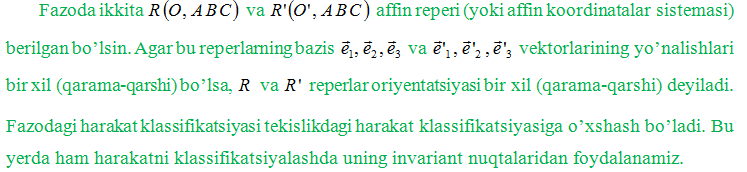 Fazoda ikkita R(O, ABC) va R'(O', ABC) affin reperi (yoki affin koordinatalar sistemasi)
berilgan bo’lsin. Agar bu reperlarning bazis e⃗₁, e⃗₂, e⃗₃ va e⃗'₁, e⃗'₂, e⃗'₃ vektorlarining yo’nalishlari
bir xil (qarama-qarshi) bo’lsa, R va R' reperlar oriyentatsiyasi bir xil (qarama-qarshi) deyiladi.
Fazodagi harakat klassifikatsiyasi tekislikdagi harakat klassifikatsiyasiga o’xshash bo’ladi. Bu
yerda ham harakatni klassifikatsiyalashda uning invariant nuqtalaridan foydalanamiz.